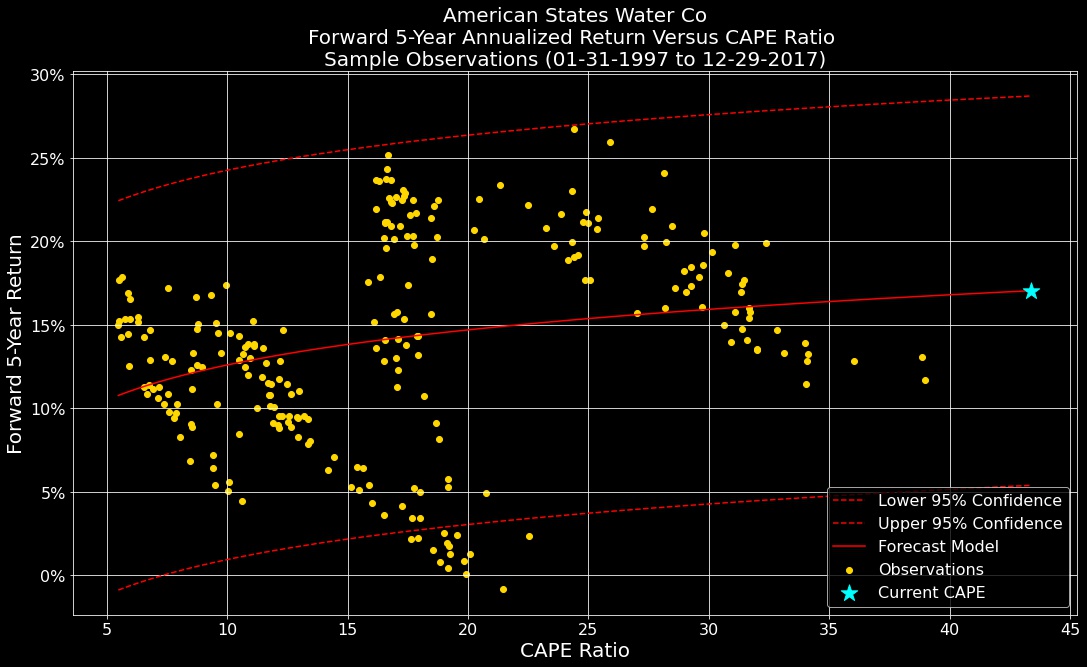 American States Water Co
Forward 5-Year Annualized Return Versus CAPE Ratio
Sample Observations (01-31-1997 to 12-29-2017)
Forward 5-Year Return
30%
25%
20%
15%
10%
5%
0%
Lower 95% Confidence
Upper 95% Confidence
Forecast Model
Observations
Current CAPE
5 10 15 20 25 30 35 40 45
CAPE Ratio